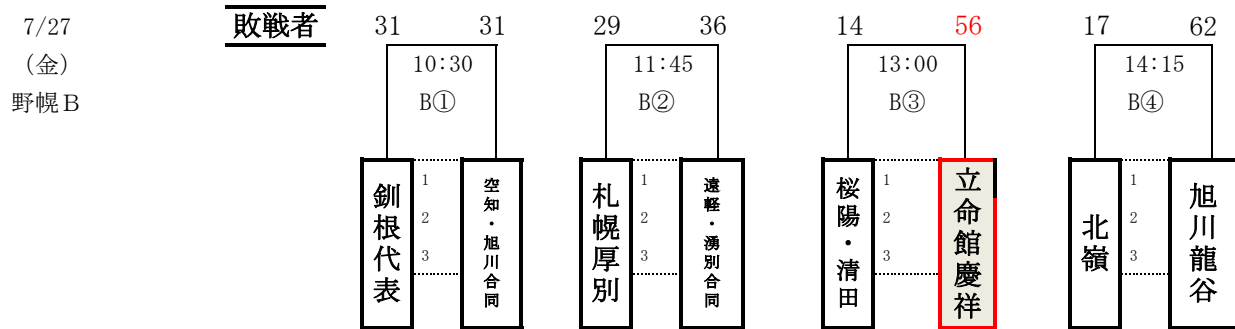 7/27
(金)
野幌B
敗戦者
31 31 29 36 14 56 17 62
10:30 11:45 13:00 14:15
B① B② B③ B④
釧根代表
1
2
3
空知・旭川合同
札幌厚別
1
2
3
遠軽・湧別合同
桜陽・清田
1
2
3
立命館慶祥
北嶺
1
2
3
旭川龍谷